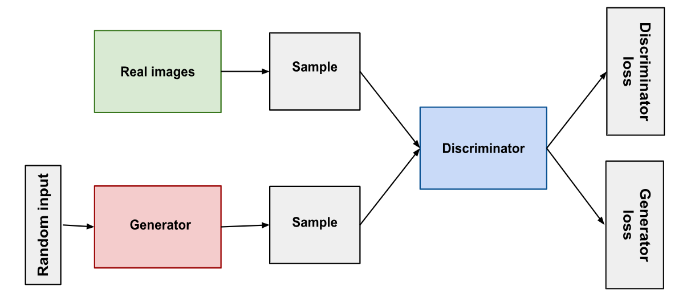 Real images
Sample
Discriminator
loss
Discriminator
Random input
Generator
Sample
Generator
loss